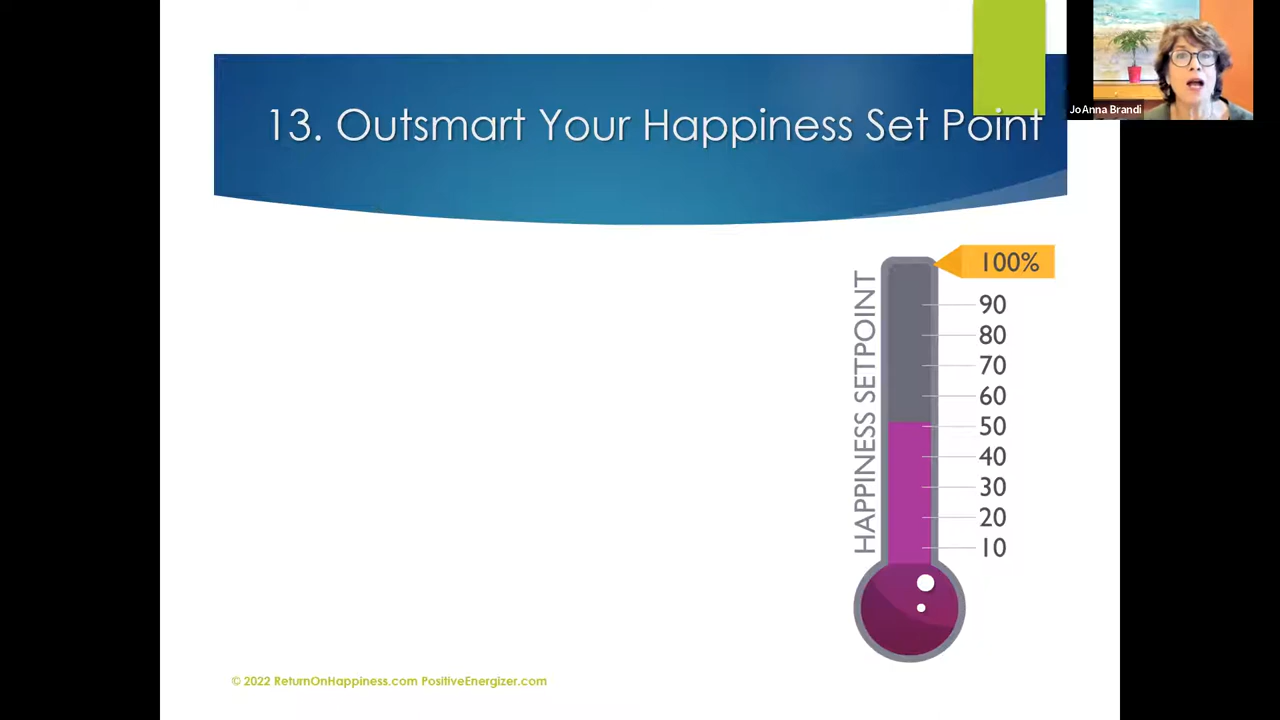 13. Outsmart Your Happiness Set Point
JoAnna Brandi
HAPPINESS SETPOINT
100%
90
80
70
60
50
40
30
20
10
© 2022 ReturnOnHappiness.com PositiveEnergizer.com